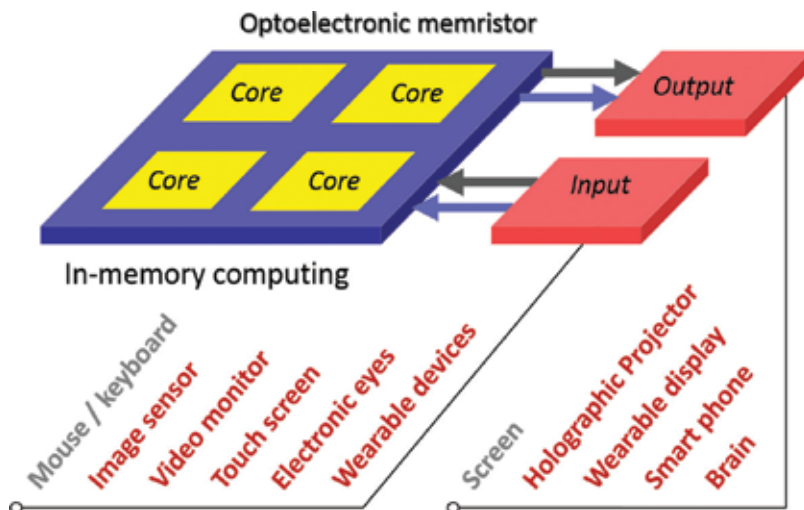 Optoelectronic memristor
Core
Core
Output
Core
Core
Input
In-memory computing
Mouse / keyboard
Image sensor
Video monitor
Touch screen
Electronic eyes
Wearable devices
Screen
Holographic Projector
Wearable display
Smart phone
Brain